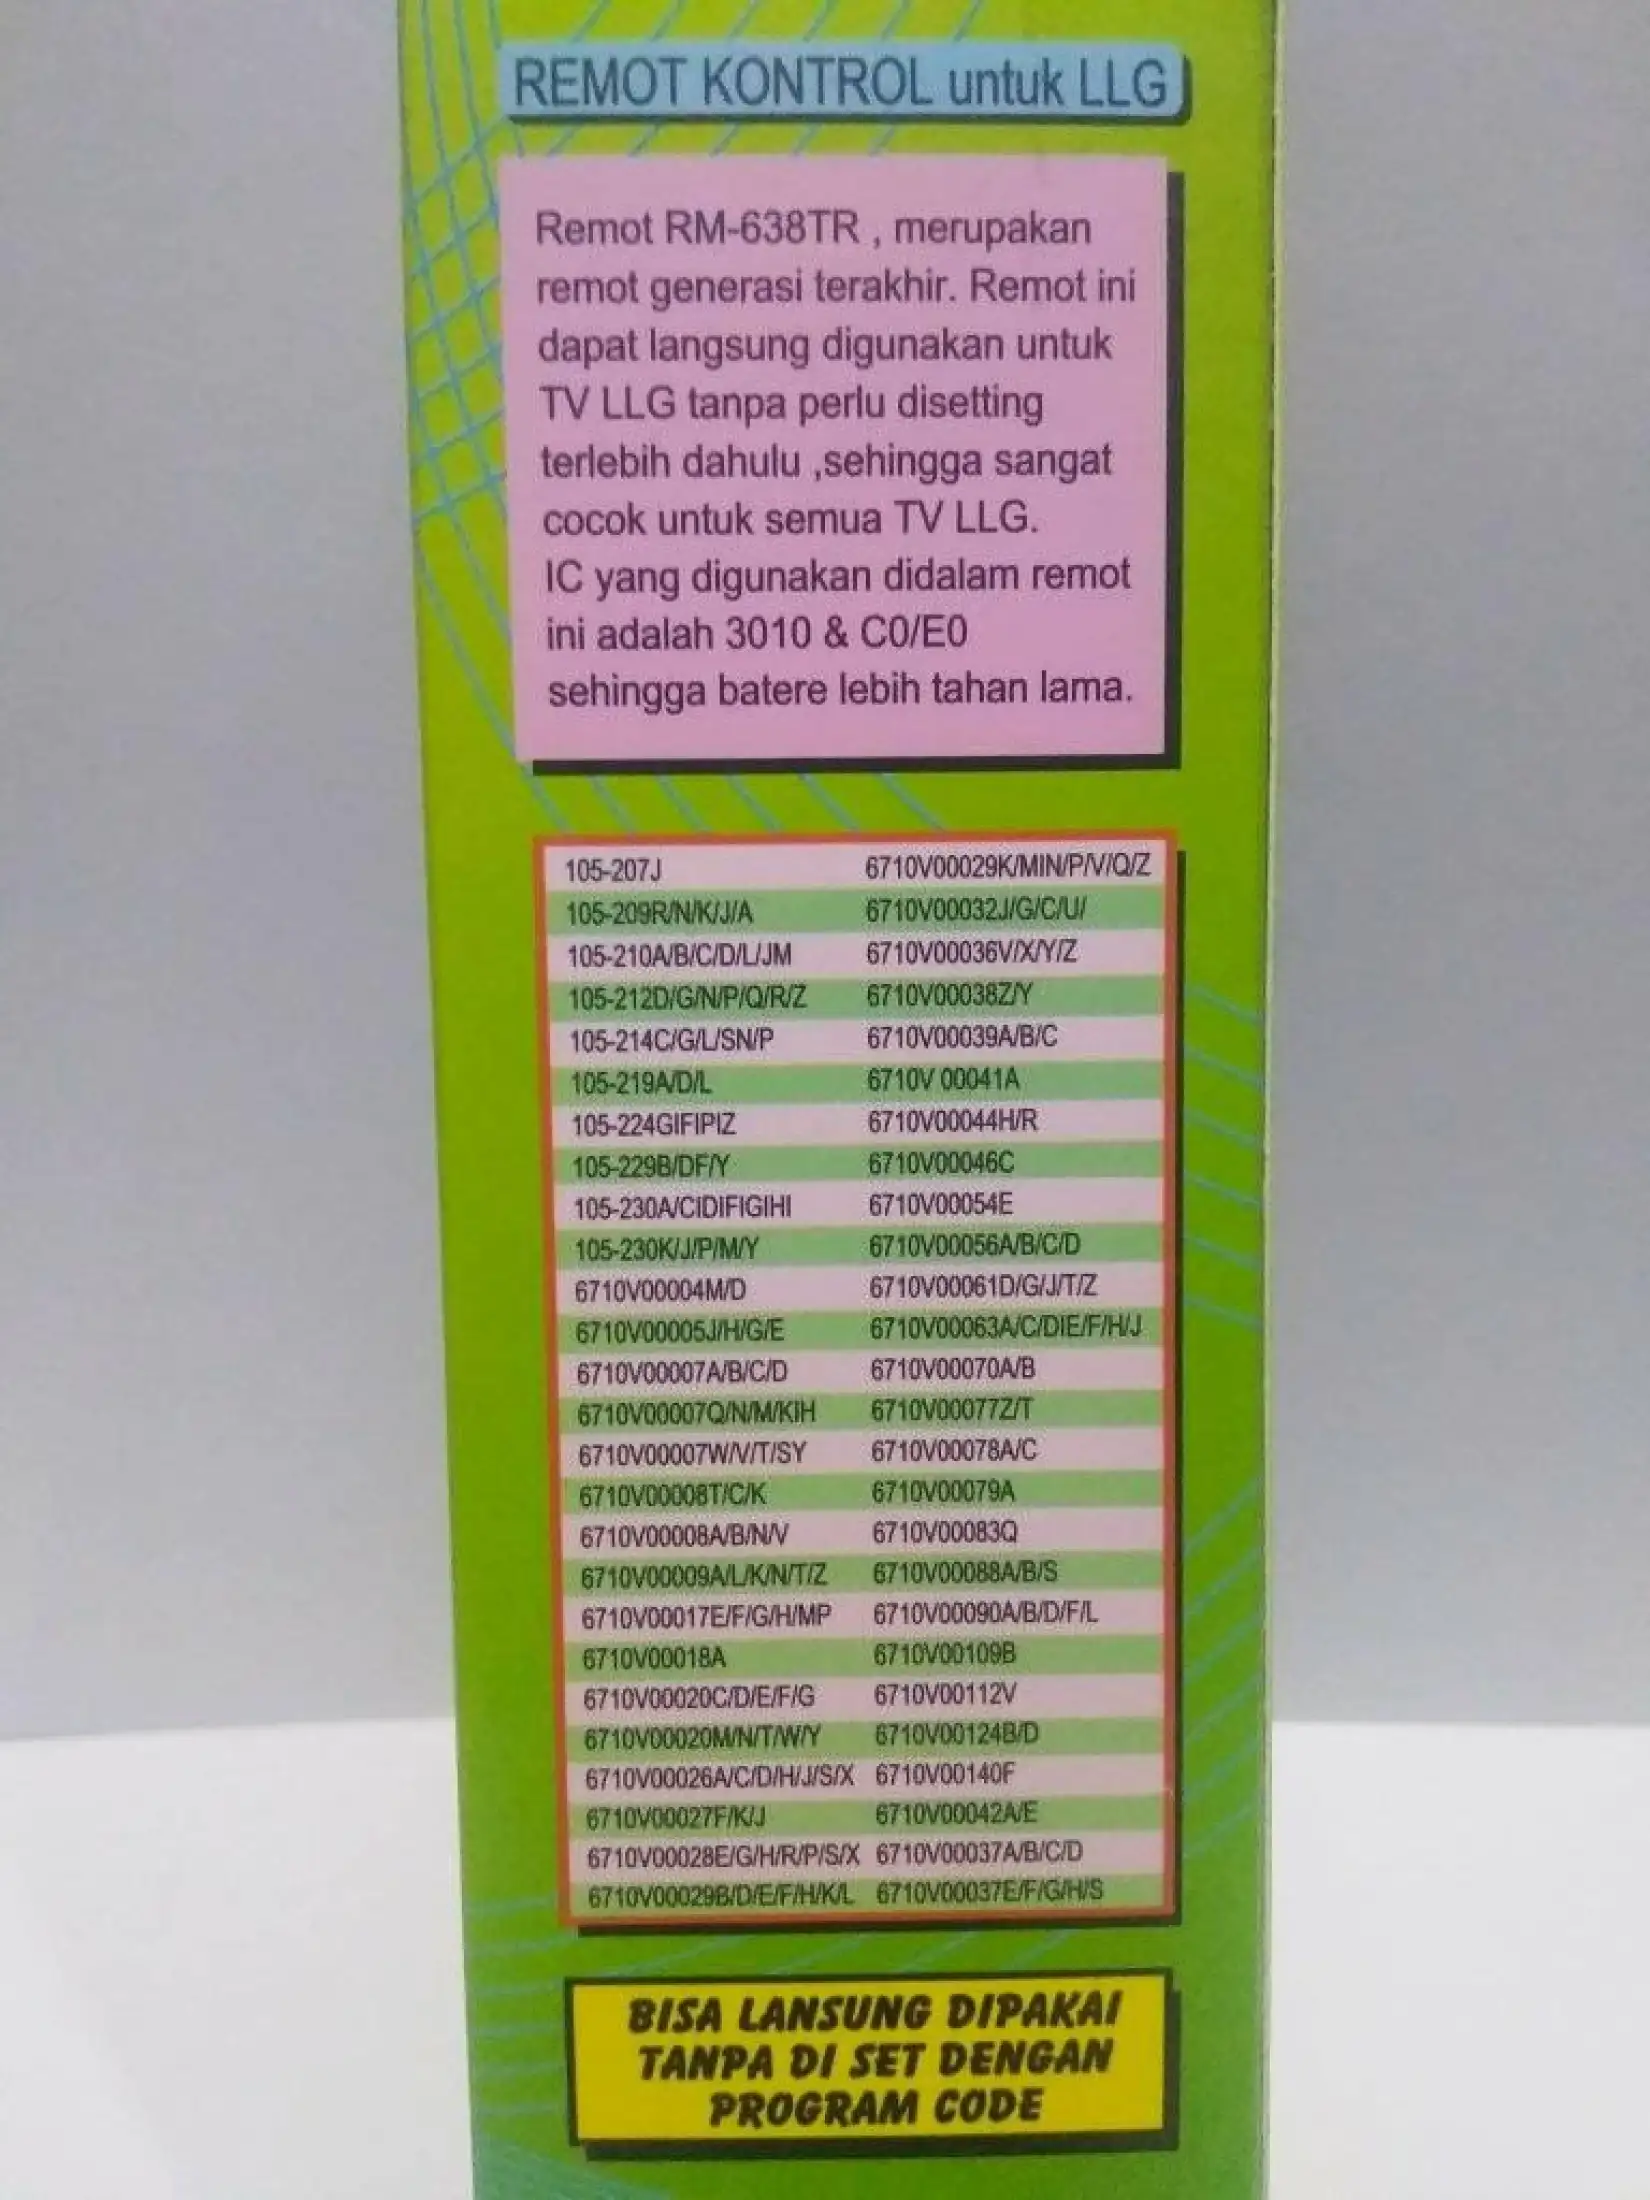 REMOT KONTROL untuk LLG
Remot RM-638TR , merupakan
remot generasi terakhir. Remot ini
dapat langsung digunakan untuk
TV LLG tanpa perlu disetting
terlebih dahulu ,sehingga sangat
cocok untuk semua TV LLG.
IC yang digunakan didalam remot
ini adalah 3010 & C0/E0
sehingga batere lebih tahan lama.
105-207J 6710V00029K/MIN/P/V/Q/Z
105-209R/N/K/J/A 6710V00032J/G/C/U/
105-210A/B/C/D/L/JM 6710V00036V/X/Y/Z
105-212D/G/N/P/Q/R/Z 6710V00038Z/Y
105-214C/G/L/SN/P 6710V00039A/B/C
105-219A/D/L 6710V 00041A
105-224GIFIPIZ 6710V00044H/R
105-229B/DF/Y 6710V00046C
105-230A/CIDIFIGIHI 6710V00054E
105-230K/J/P/M/Y 6710V00056A/B/C/D
6710V00004M/D 6710V00061D/G/J/T/Z
6710V00005J/H/G/E 6710V00063A/C/DIE/F/H/J
6710V00007A/B/C/D 6710V00070A/B
6710V00007Q/N/M/KIH 6710V00077Z/T
6710V00007W/V/T/SY 6710V00078A/C
6710V00008T/C/K 6710V00079A
6710V00008A/B/N/V 6710V00083Q
6710V00009A/L/K/N/T/Z 6710V00088A/B/S
6710V00017E/F/G/H/MP 6710V00090A/B/D/F/L
6710V00018A 6710V00109B
6710V00020C/D/E/F/G 6710V00112V
6710V00020M/N/T/W/Y 6710V00124B/D
6710V00026A/C/D/H/J/S/X 6710V00140F
6710V00027F/K/J 6710V00042A/E
6710V00028E/G/H/R/P/S/X 6710V00037A/B/C/D
6710V00029B/D/E/F/H/K/L 6710V00037E/F/G/H/S
BISA LANSUNG DIPAKAI
TANPA DI SET DENGAN
PROGRAM CODE